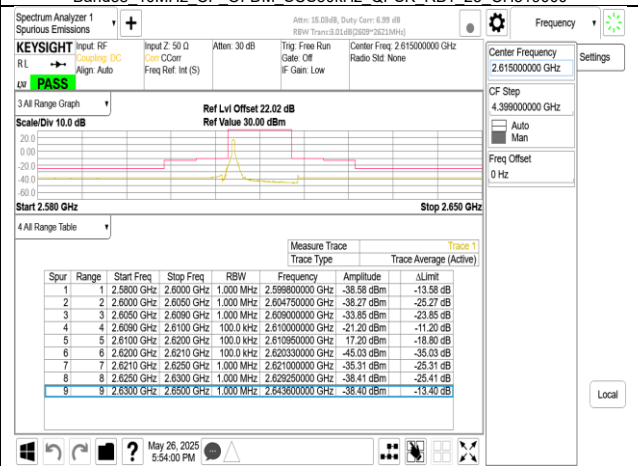 Spectrum Analyzer 1
Spurious Emissions
Attn: 15.03dB, Duty Corr: 6.99 dB
RBW Trans:3.01dB(2609~2621MHz)
Frequency
KEYSIGHT
Input: RF
Input Z: 50 Ω
Atten: 30 dB
Trig: Free Run
Center Freq: 2.615000000 GHz
RL
Coupling: DC
Corr CCorr
Gate: Off
Radio Std: None
Align: Auto
Freq Ref: Int (S)
IF Gain: Low
LXI
PASS
Center Frequency
2.615000000 GHz
Settings
CF Step
4.399000000 GHz
Auto
Man
Freq Offset
0 Hz
3 All Range Graph
Ref Lvl Offset 22.02 dB
Scale/Div 10.0 dB
Ref Value 30.00 dBm
20.0
0.00
-20.0
-40.0
-60.0
Start 2.580 GHz
Stop 2.650 GHz
4 All Range Table
Measure Trace Trace 1
Trace Type Trace Average (Active)
Spur Range Start Freq Stop Freq RBW Frequency Amplitude ΔLimit
1 1 2.5800 GHz 2.6000 GHz 1.000 MHz 2.599800000 GHz -38.58 dBm -13.58 dB
2 2 2.6000 GHz 2.6050 GHz 1.000 MHz 2.604750000 GHz -38.27 dBm -25.27 dB
3 3 2.6050 GHz 2.6090 GHz 1.000 MHz 2.609000000 GHz -33.85 dBm -23.85 dB
4 4 2.6090 GHz 2.6100 GHz 100.0 kHz 2.610000000 GHz -21.20 dBm -11.20 dB
5 5 2.6100 GHz 2.6200 GHz 100.0 kHz 2.610950000 GHz 17.20 dBm -18.80 dB
6 6 2.6200 GHz 2.6210 GHz 100.0 kHz 2.620330000 GHz -45.03 dBm -35.03 dB
7 7 2.6210 GHz 2.6250 GHz 1.000 MHz 2.621000000 GHz -35.31 dBm -25.31 dB
8 8 2.6250 GHz 2.6300 GHz 1.000 MHz 2.629250000 GHz -38.41 dBm -25.41 dB
9 9 2.6300 GHz 2.6500 GHz 1.000 MHz 2.643600000 GHz -38.40 dBm -13.40 dB
Local
May 26, 2025
5:54:00 PM